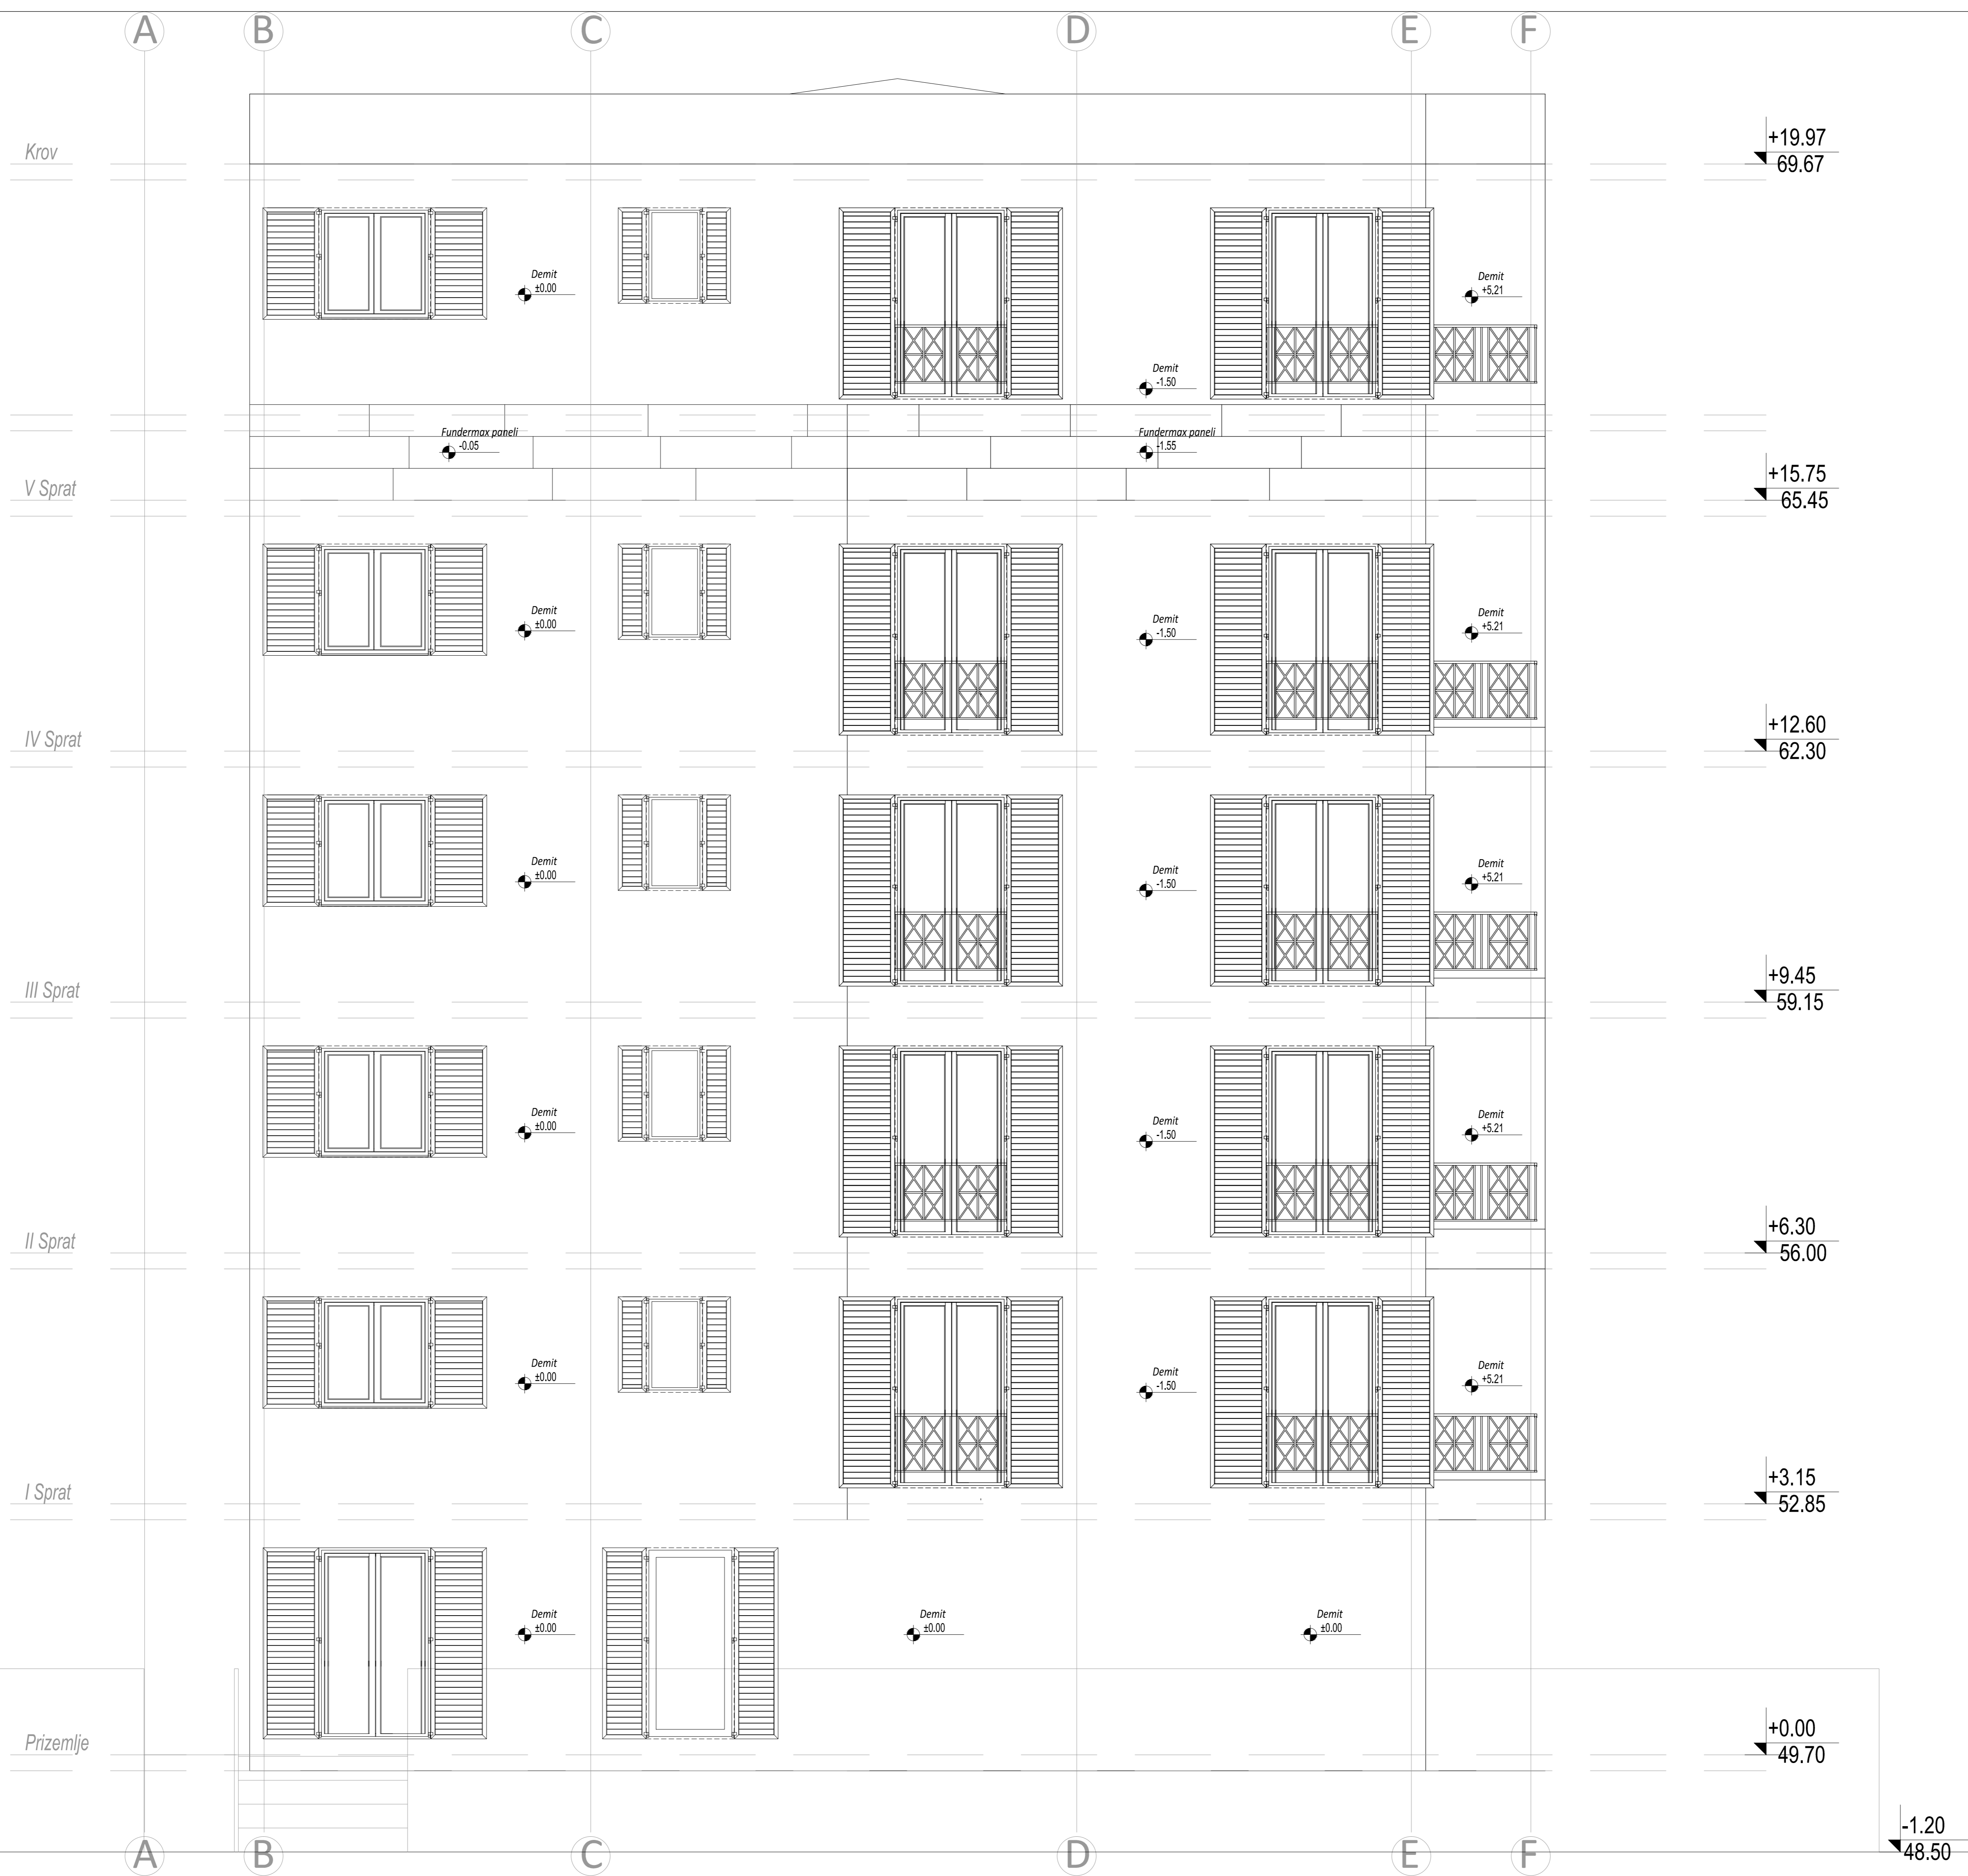 A B C D E F
+19.97
Krov
69.67
Demit
±0.00
Demit
+5.21
Demit
-1.50
Fundermax paneli
-0.05
Fundermax paneli
-1.55
+15.75
V Sprat
65.45
Demit
±0.00
Demit
-1.50
Demit
+5.21
+12.60
IV Sprat
62.30
Demit
±0.00
Demit
-1.50
Demit
+5.21
+9.45
III Sprat
59.15
Demit
±0.00
Demit
-1.50
Demit
+5.21
+6.30
II Sprat
56.00
Demit
±0.00
Demit
-1.50
Demit
+5.21
+3.15
I Sprat
52.85
Demit
±0.00
Demit
±0.00
Demit
±0.00
+0.00
Prizemlje
49.70
-1.20
48.50
A B C D E F